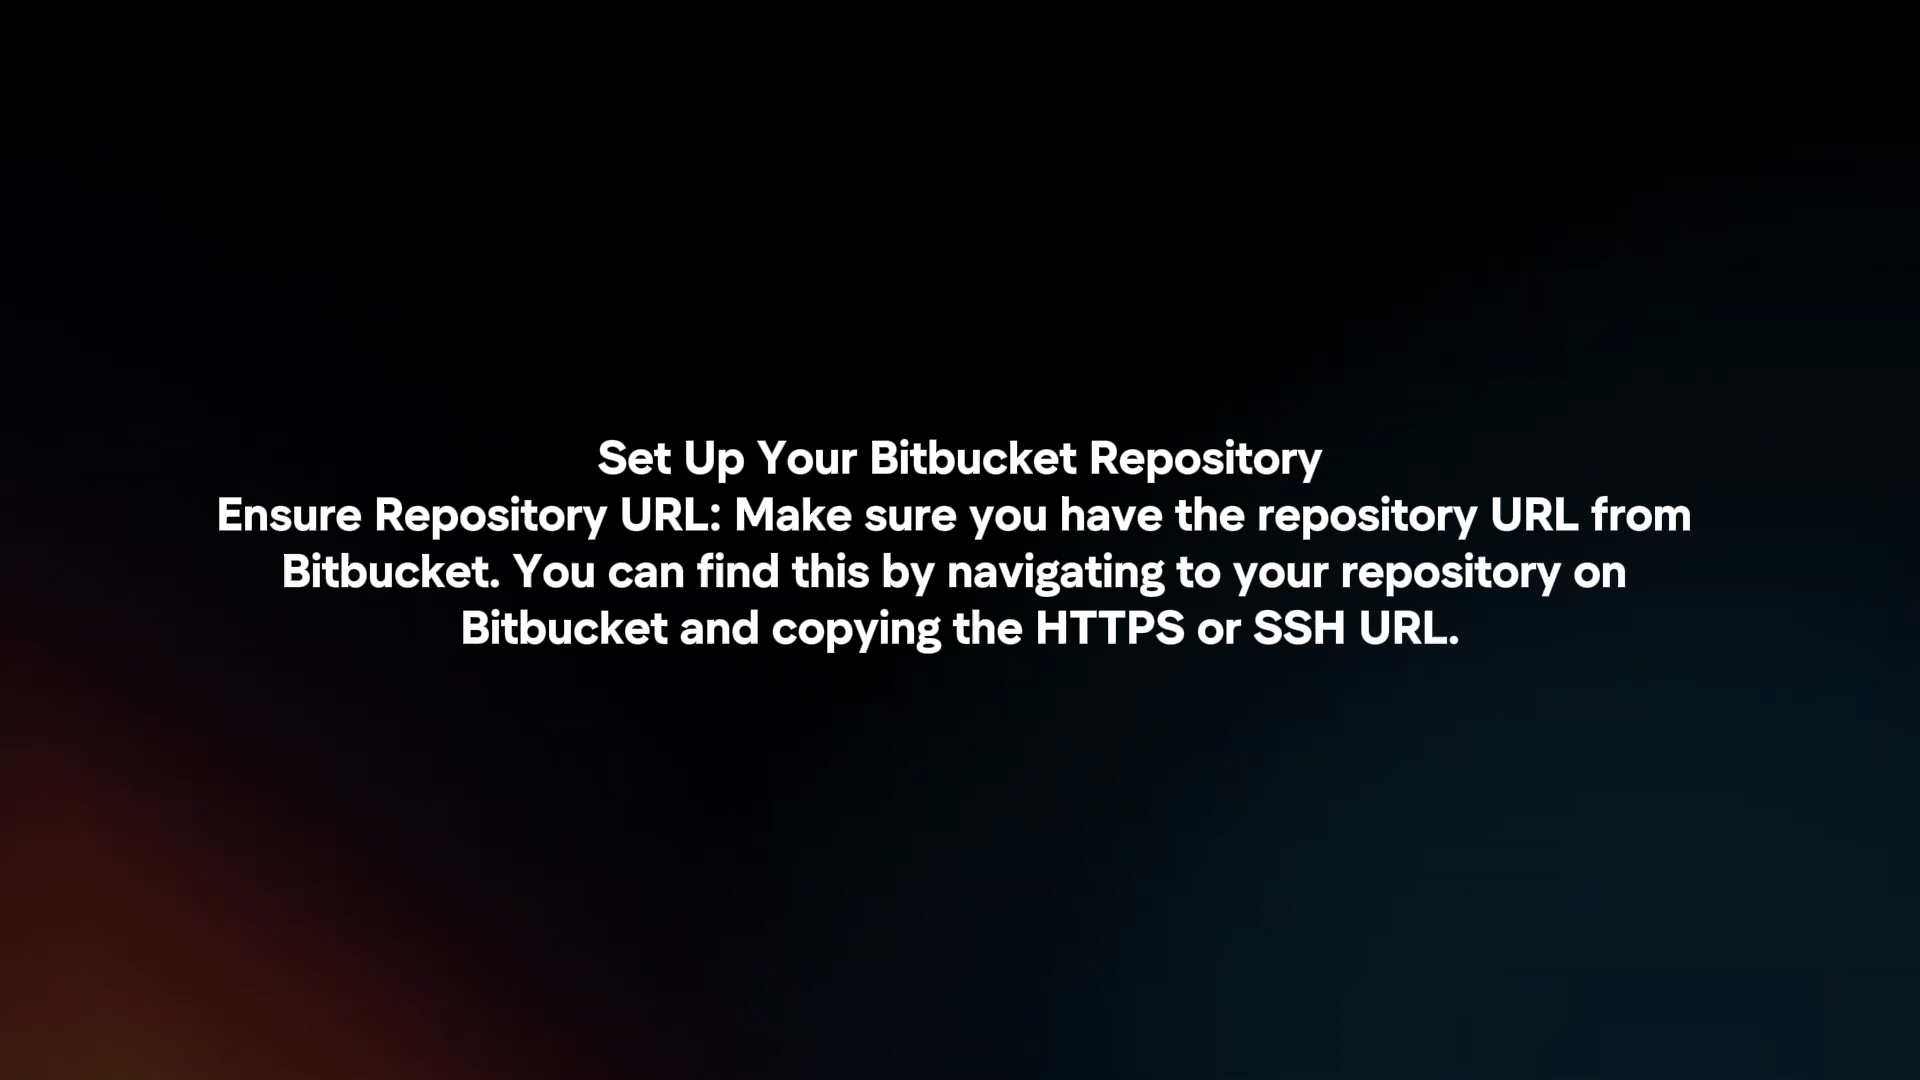 Set Up Your Bitbucket Repository
Ensure Repository URL: Make sure you have the repository URL from
Bitbucket. You can find this by navigating to your repository on
Bitbucket and copying the HTTPS or SSH URL.